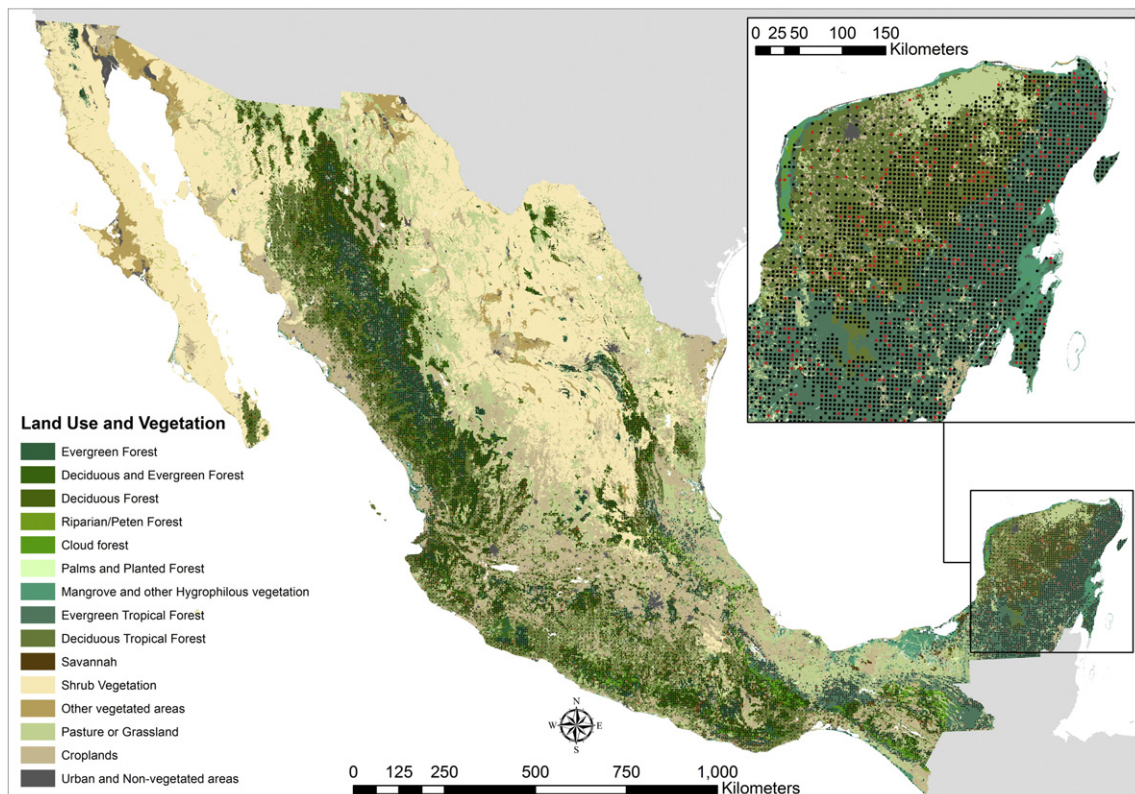 0 25 50 100 150
Kilometers
Land Use and Vegetation
Evergreen Forest
Deciduous and Evergreen Forest
Deciduous Forest
Riparian/Peten Forest
Cloud forest
Palms and Planted Forest
Mangrove and other Hygrophilous vegetation
Evergreen Tropical Forest
Deciduous Tropical Forest
Savannah
Shrub Vegetation
Other vegetated areas
Pasture or Grassland
Croplands
Urban and Non-vegetated areas
N
W E
S
0 125 250 500 750 1,000
Kilometers